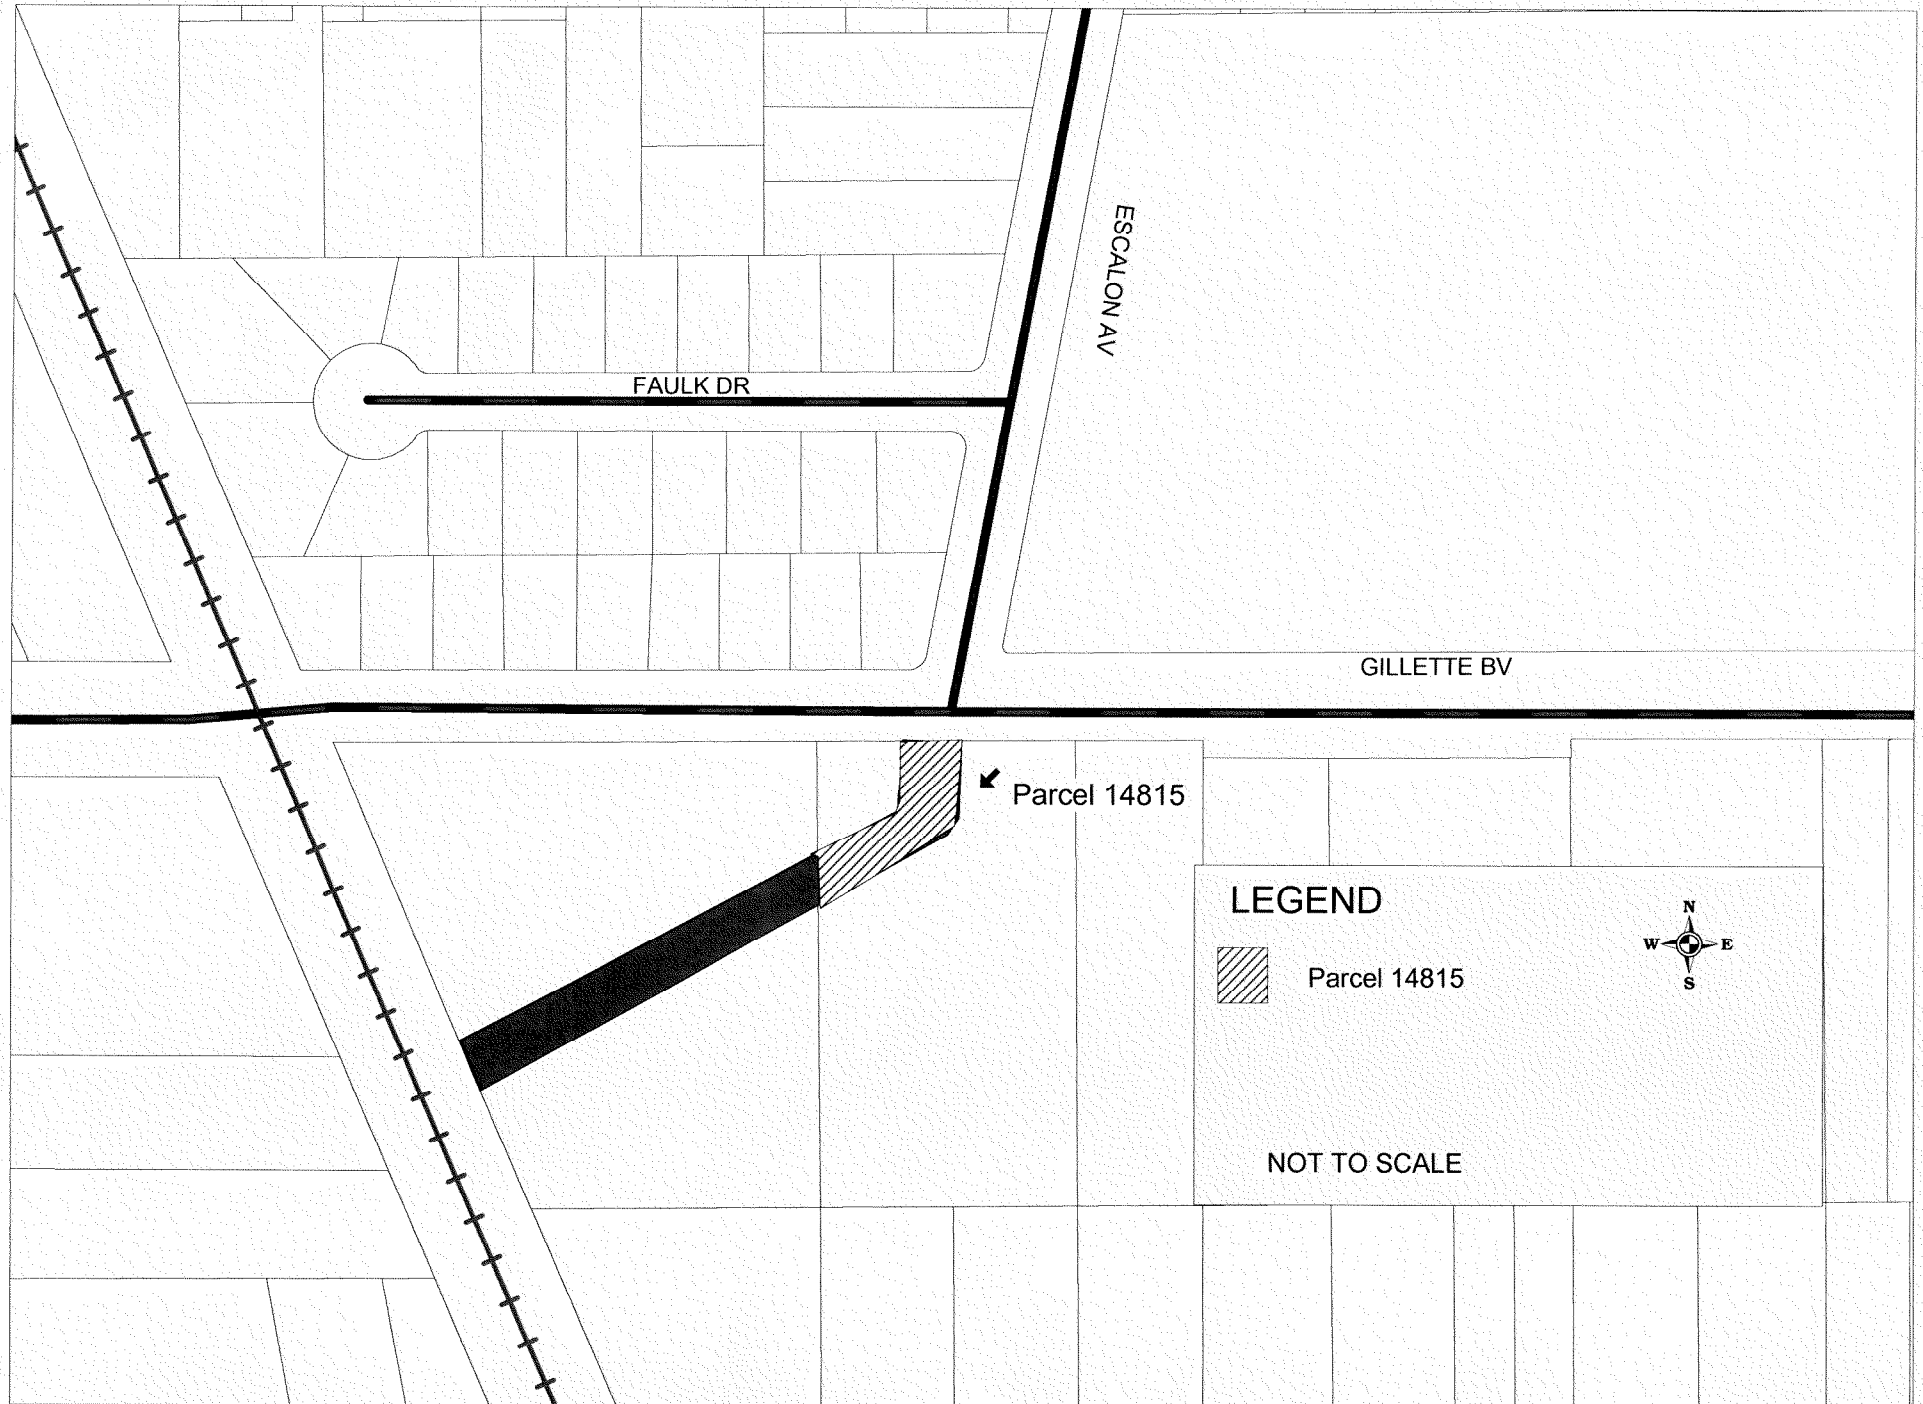 ESCALON AV
FAULK DR
GILLETTE BV
Parcel 14815
LEGEND
N
W E
S
Parcel 14815
NOT TO SCALE